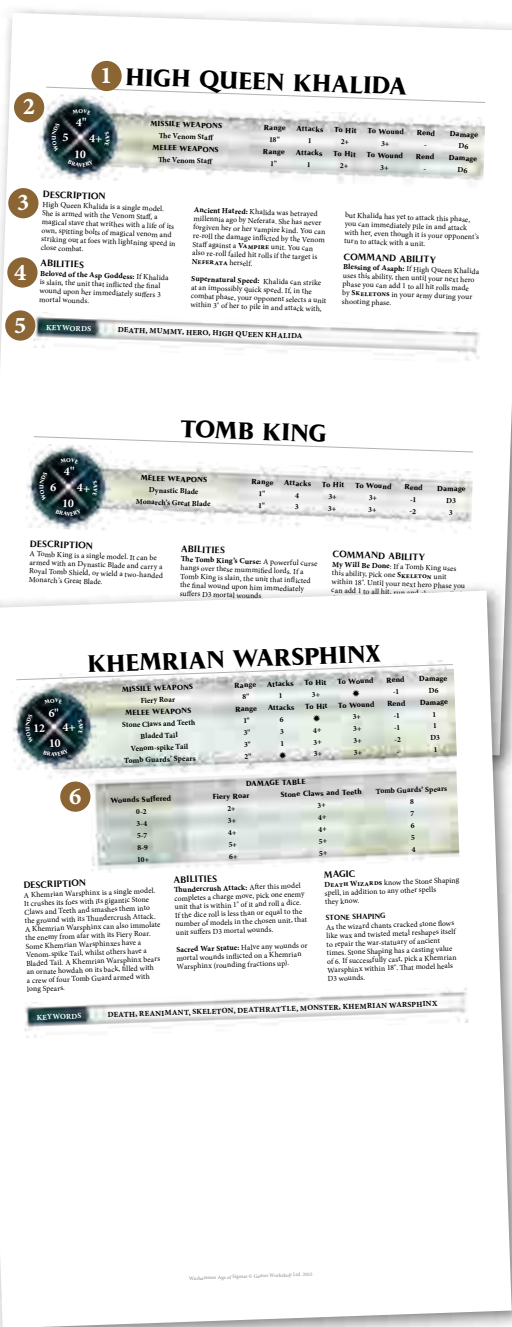 1 HIGH QUEEN KHALIDA
2
MOVE
4"
WOUNDS 5 4+ SAVE
10
BRAVERY
MISSILE WEAPONS Range Attacks To Hit To Wound Rend Damage
The Venom Staff 18" 1 2+ 3+ - D6
MELEE WEAPONS Range Attacks To Hit To Wound Rend Damage
The Venom Staff 1" 1 2+ 3+ - D6
3
DESCRIPTION
High Queen Khalida is a single model.
She is armed with the Venom Staff, a
magical stave that writhes with a life of its
own, spitting bolts of magical venom and
striking out at foes with lightning speed in
close combat.
4
ABILITIES
Beloved of the Asp Goddess: If Khalida
is slain, the unit that inflicted the final
wound upon her immediately suffers 3
mortal wounds.
Ancient Hatred: Khalida was betrayed
millennia ago by Neferata. She has never
forgiven her or her vampire kind. You can
re-roll the damage inflicted by the Venom
Staff against a VAMPIRE unit. You can
also re-roll failed hit rolls if the target is
NEFERATA herself.
Supernatural Speed: Khalida can strike
at an impossibly quick speed. If, in the
combat phase, your opponent selects a unit
within 3" of her to pile in and attack with,
but Khalida has yet to attack this phase,
you can immediately pile in and attack
with her, even though it is your opponent's
turn to attack with a unit.
COMMAND ABILITY
Blessing of Asaph: If High Queen Khalida
uses this ability, then until your next hero
phase you can add 1 to all hit rolls made
by SKELETONS in your army during your
shooting phase.
5
KEYWORDS DEATH, MUMMY, HERO, HIGH QUEEN KHALIDA
TOMB KING
MOVE
4"
WOUNDS 6 4+ SAVE
10
BRAVERY
MELEE WEAPONS Range Attacks To Hit To Wound Rend Damage
Dynastic Blade 1" 4 3+ 3+ -1 D3
Monarch's Great Blade 1" 3 3+ 3+ -2 3
DESCRIPTION
A Tomb King is a single model. It can be
armed with an Dynastic Blade and carry a
Royal Tomb Shield, or wield a two-handed
Monarch's Great Blade.
ABILITIES
The Tomb King's Curse: A powerful curse
hangs over these mummified lords. If a
Tomb King is slain, the unit that inflicted
the final wound upon him immediately
suffers D3 mortal wounds
COMMAND ABILITY
My Will Be Done: If a Tomb King uses
this ability. Pick one SKELETON unit
within 18". Until your next hero phase you
can add 1 to all hit, run and
KHEMRIAN WARSPHINX
MOVE
6"
WOUNDS 12 4+ SAVE
10
BRAVERY
MISSILE WEAPONS Range Attacks To Hit To Wound Rend Damage
Fiery Roar 8" 1 3+ ✹ -1 D6
MELEE WEAPONS Range Attacks To Hit To Wound Rend Damage
Stone Claws and Teeth 1" 6 ✹ 3+ -1 1
Bladed Tail 3" 3 4+ 3+ -1 1
Venom-spike Tail 3" 1 3+ 3+ -2 D3
Tomb Guards' Spears 2" ✹ 3+ 3+ 1
6
DAMAGE TABLE
Wounds Suffered Fiery Roar Stone Claws and Teeth Tomb Guards' Spears
0-2 2+ 3+ 8
3-4 3+ 4+ 7
5-7 4+ 4+ 6
8-9 5+ 5+ 5
10+ 6+ 5+ 4
DESCRIPTION
A Khemrian Warsphinx is a single model.
It crushes its foes with its gigantic Stone
Claws and Teeth and smashes them into
the ground with its Thundercrush Attack.
A Khemrian Warsphinx can also immolate
the enemy from afar with its Fiery Roar.
Some Khemrian Warsphinxes have a
Venom-spike Tail, whilst others have a
Bladed Tail. A Khemrian Warsphinx bears
an ornate howdah on its back, filled with
a crew of four Tomb Guard armed with
long Spears.
ABILITIES
Thundercrush Attack: After this model
completes a charge move, pick one enemy
unit that is within 1" of it and roll a dice.
If the dice roll is less than or equal to the
number of models in the chosen unit, that
unit suffers D3 mortal wounds.
Sacred War Statue: Halve any wounds or
mortal wounds inflicted on a Khemrian
Warsphinx (rounding fractions up).
MAGIC
DEATH WIZARDS know the Stone Shaping
spell, in addition to any other spells
they know.
STONE SHAPING
As the wizard chants cracked stone flows
like wax and twisted metal reshapes itself
to repair the war-statuary of ancient
times. Stone Shaping has a casting value
of 6. If successfully cast, pick a Khemrian
Warsphinx within 18". That model heals
D3 wounds.
KEYWORDS DEATH, REANIMANT, SKELETON, DEATHRATTLE, MONSTER, KHEMRIAN WARSPHINX
Warhammer Age of Sigmar © Games Workshop Ltd. 2015